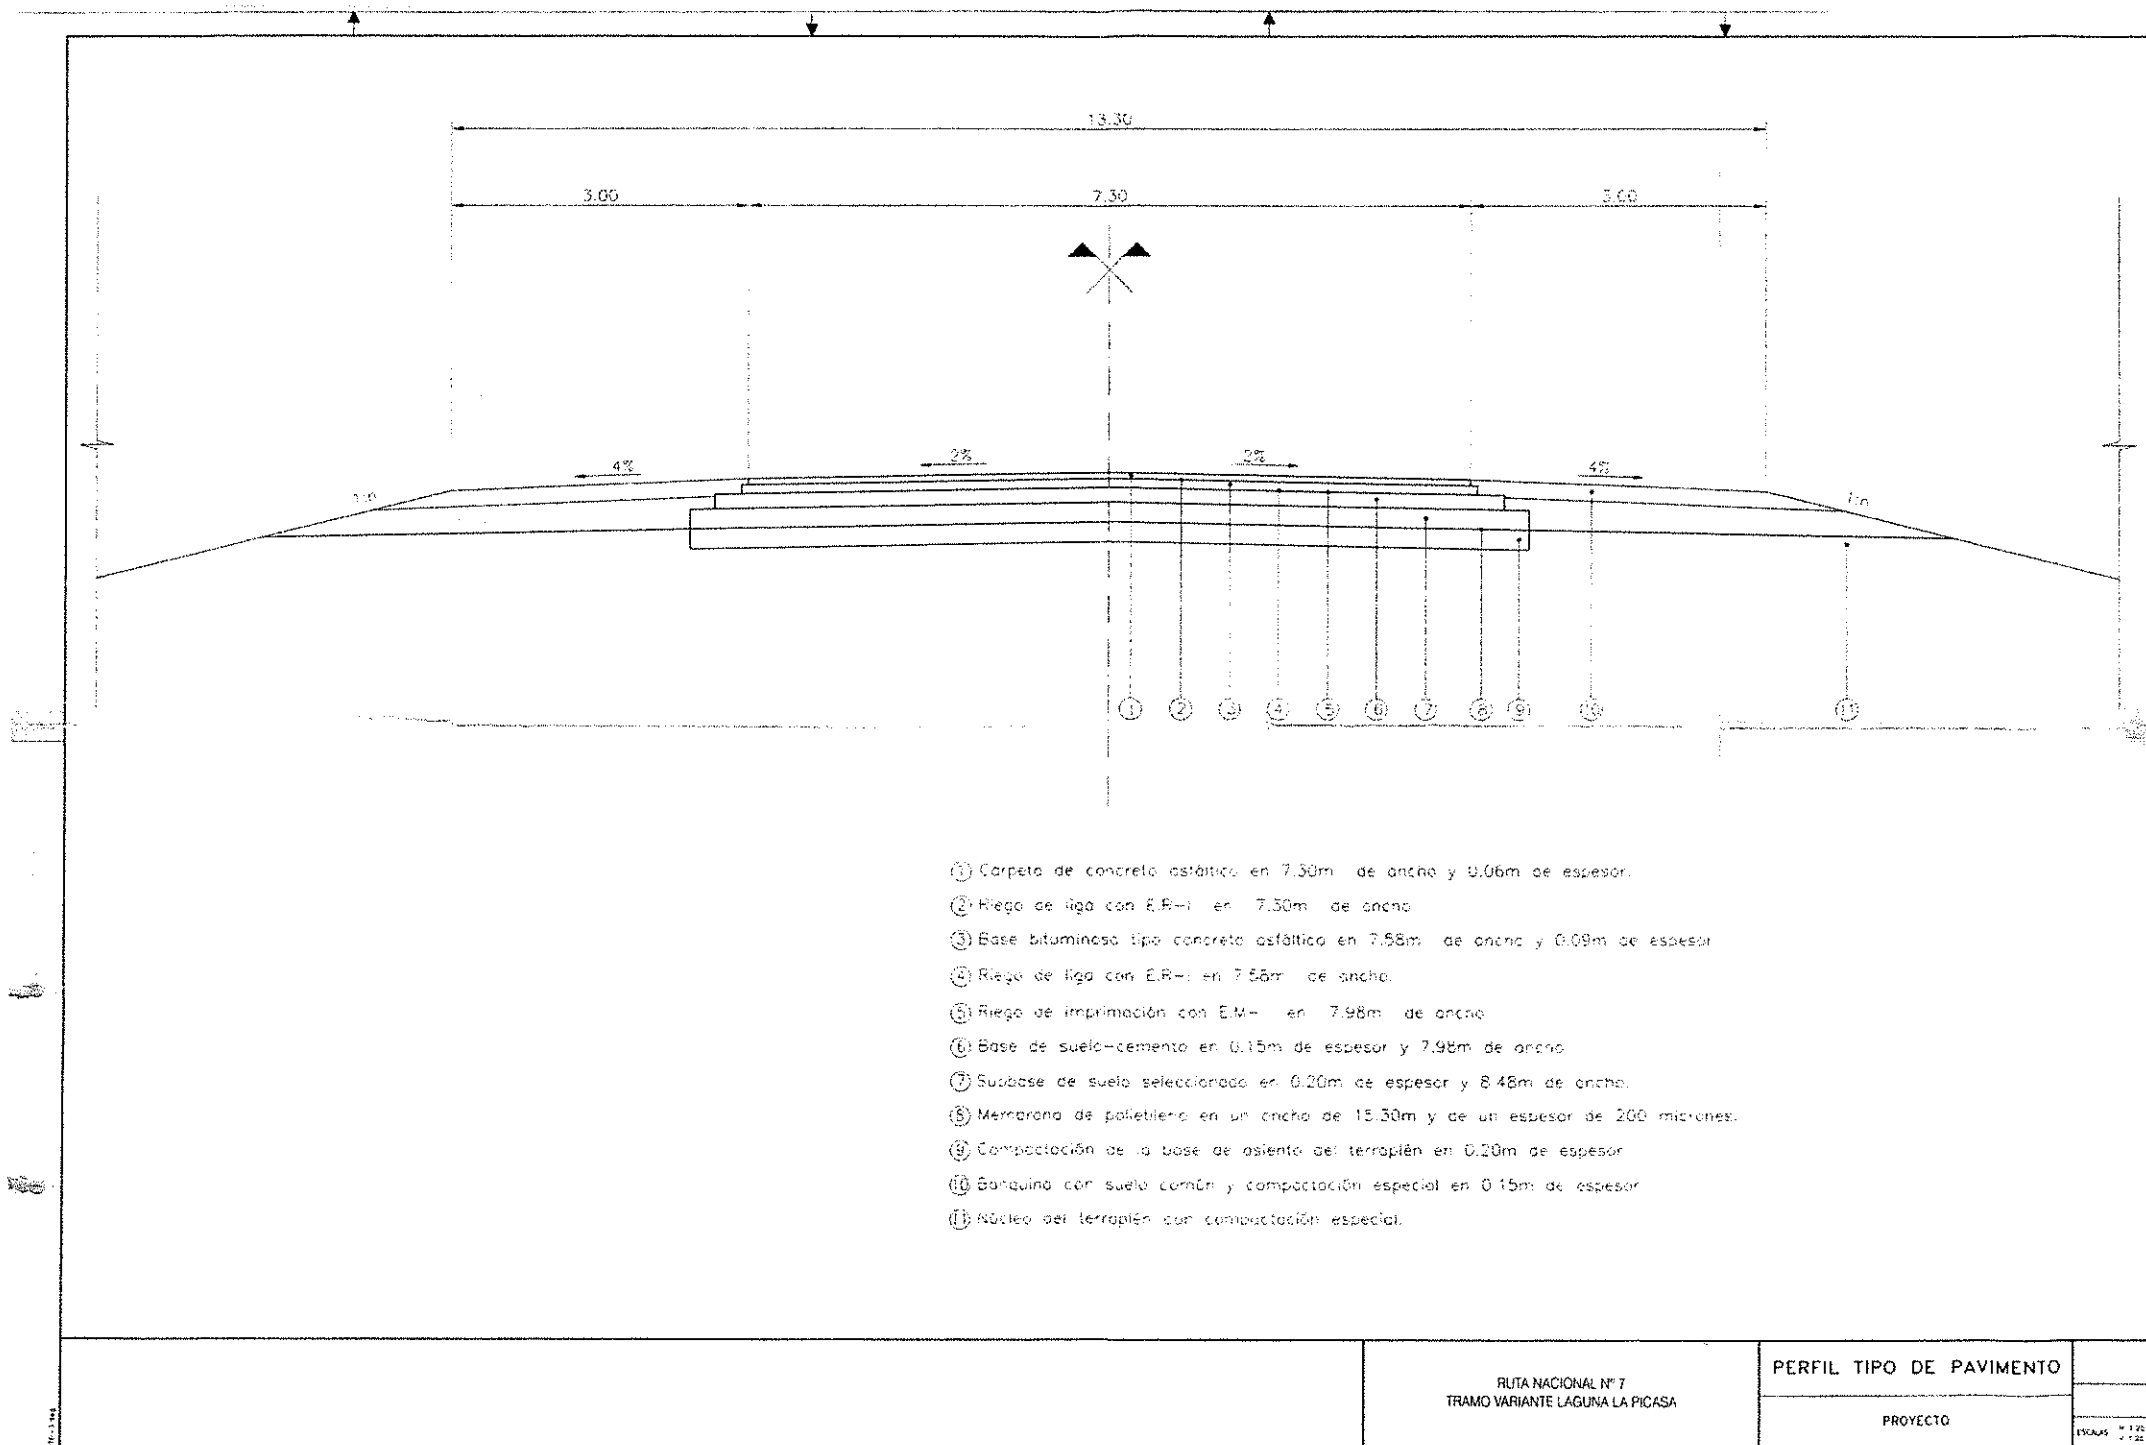 13.30
3.00 7.30 3.00
4% 2% 2% 4%
1:n 1:n
1 2 3 4 5 6 7 8 9 10 11
1 Carpeta de concreto asfáltico en 7.30m de ancho y 0.06m de espesor.
2 Riego de liga con E.R-1 en 7.30m de ancho
3 Base bituminosa tipo concreto asfáltico en 7.58m de ancho y 0.09m de espesor
4 Riego de liga con E.R-1 en 7.58m de ancho.
5 Riego de imprimación con E.M- en 7.98m de ancho
6 Base de suelo-cemento en 0.15m de espesor y 7.98m de ancho
7 Subbase de suelo seleccionado en 0.20m de espesor y 8.48m de ancho.
8 Membrana de polietileno en un ancho de 15.30m y de un espesor de 200 micrones.
9 Compactación de la base de asiento del terraplén en 0.20m de espesor
10 Banquina con suelo común y compactación especial en 0.15m de espesor
11 Núcleo del terraplén con compactación especial.
RUTA NACIONAL Nº 7
TRAMO VARIANTE LAGUNA LA PICASA
PERFIL TIPO DE PAVIMENTO
PROYECTO
ESCALAS